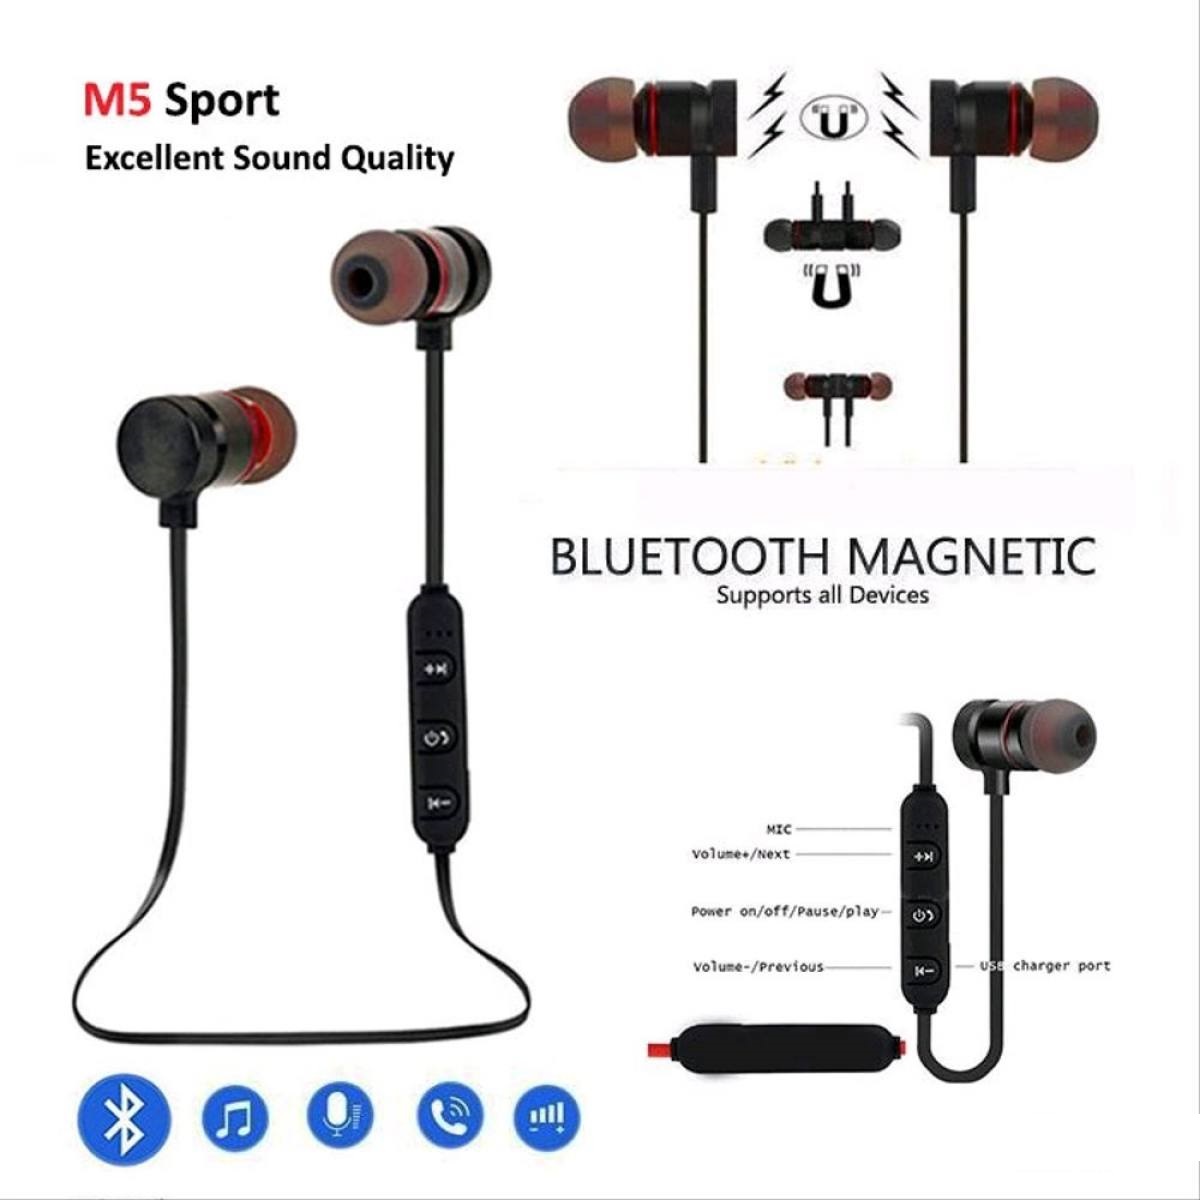 M5 Sport
Excellent Sound Quality
BLUETOOTH MAGNETIC
Supports all Devices
MIC
Volume+/Next
Power on/off/Pause/play
Volume-/Previous
USB charger port